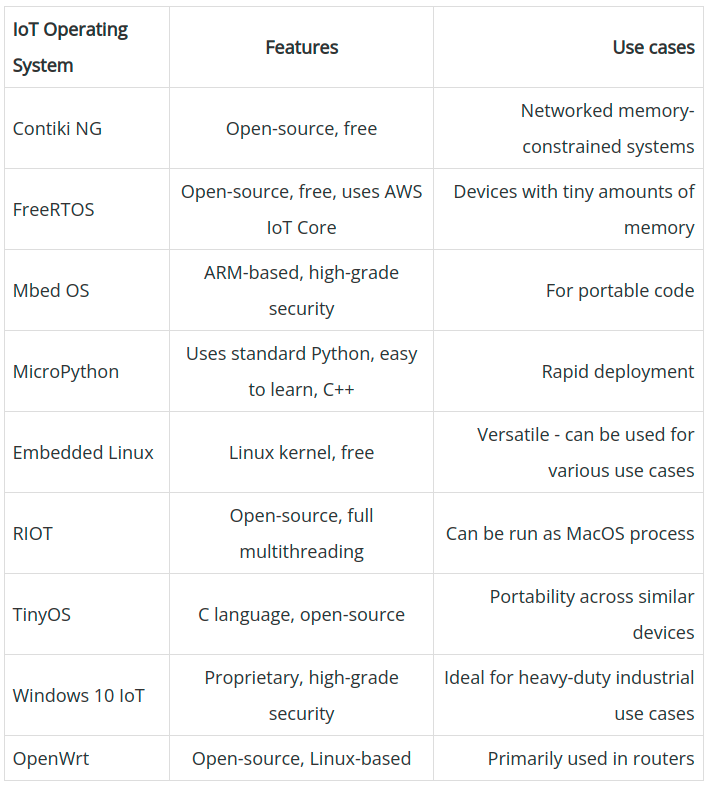 IoT Operating
System
Features
Use cases
Contiki NG
Open-source, free
Networked memory-
constrained systems
FreeRTOS
Open-source, free, uses AWS
IoT Core
Devices with tiny amounts of
memory
Mbed OS
ARM-based, high-grade
security
For portable code
MicroPython
Uses standard Python, easy
to learn, C++
Rapid deployment
Embedded Linux
Linux kernel, free
Versatile - can be used for
various use cases
RIOT
Open-source, full
multithreading
Can be run as MacOS process
TinyOS
C language, open-source
Portability across similar
devices
Windows 10 IoT
Proprietary, high-grade
security
Ideal for heavy-duty industrial
use cases
OpenWrt
Open-source, Linux-based
Primarily used in routers